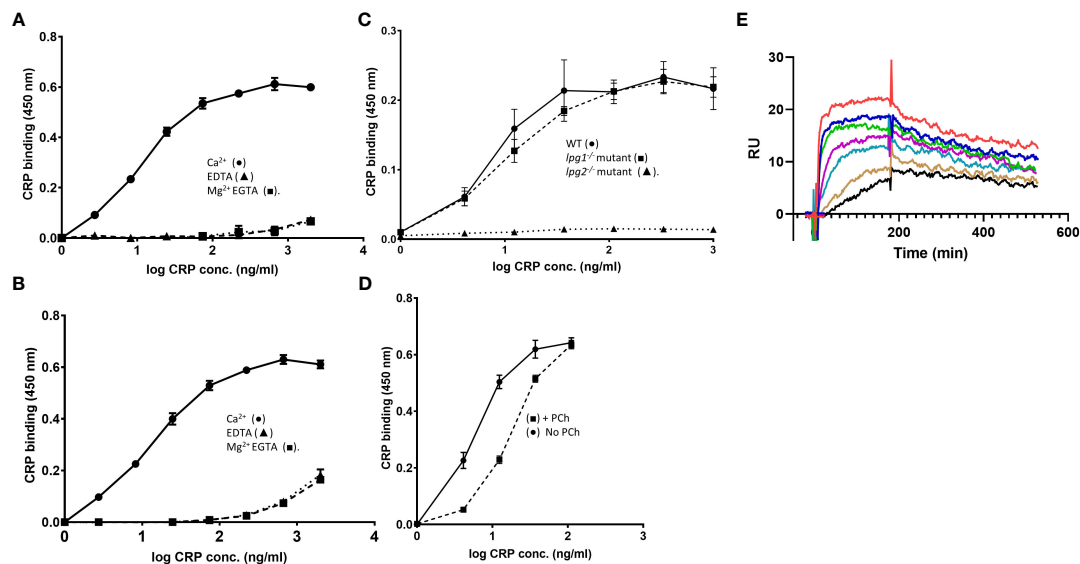 A
0.8
0.6
0.4
0.2
0.0
0
1
2
3
4
CRP binding (450 nm)
log CRP conc. (ng/ml)
Ca²⁺ (●)
EDTA (▲)
Mg²⁺ EGTA (■).
B
0.8
0.6
0.4
0.2
0.0
0
1
2
3
4
CRP binding (450 nm)
log CRP conc. (ng/ml)
Ca²⁺ (●)
EDTA (▲)
Mg²⁺ EGTA (■).
C
0.3
0.2
0.1
0.0
0
1
2
3
CRP binding (450 nm)
log CRP conc. (ng/ml)
WT (●)
lpg1⁻/⁻ mutant (■)
lpg2⁻/⁻ mutant (▲).
D
0.8
0.6
0.4
0.2
0.0
0
1
2
3
CRP binding (450 nm)
log CRP conc. (ng/ml)
(■) + PCh
(●) No PCh
E
30
20
10
0
RU
200
400
600
Time (min)